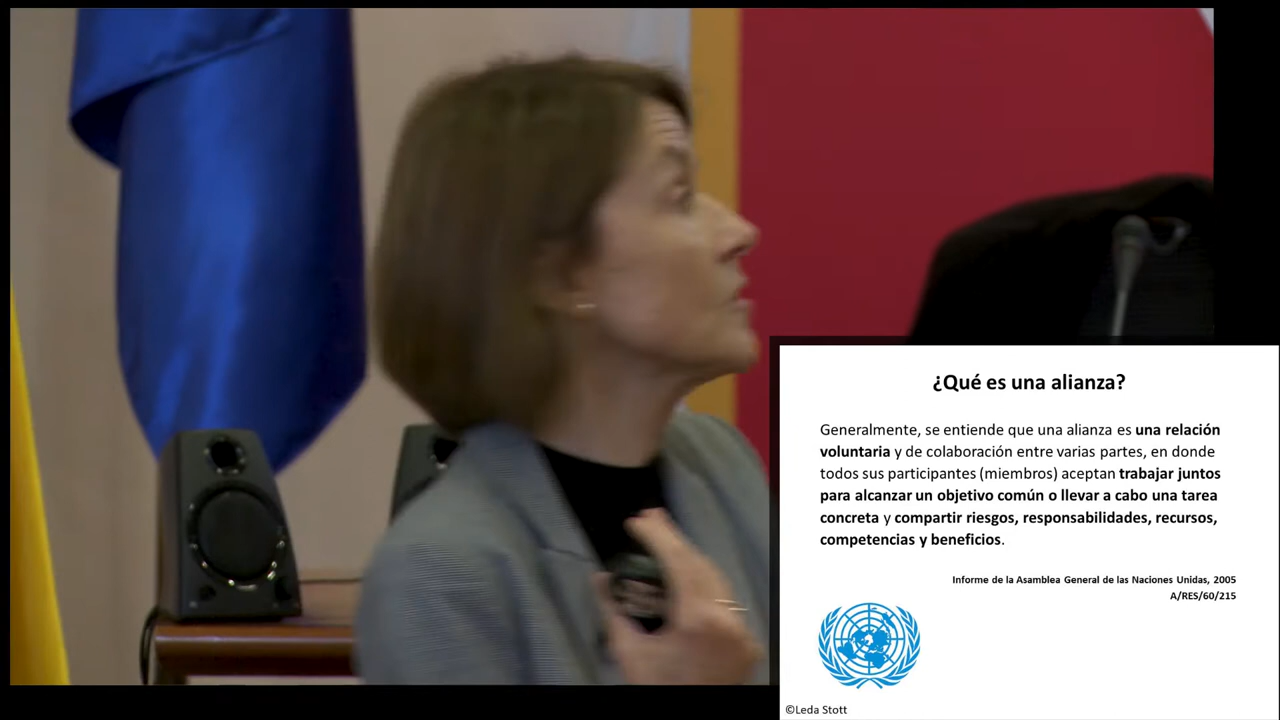 ¿Qué es una alianza?
Generalmente, se entiende que una alianza es una relación
voluntaria y de colaboración entre varias partes, en donde
todos sus participantes (miembros) aceptan trabajar juntos
para alcanzar un objetivo común o llevar a cabo una tarea
concreta y compartir riesgos, responsabilidades, recursos,
competencias y beneficios.
Informe de la Asamblea General de las Naciones Unidas, 2005
A/RES/60/215
©Leda Stott